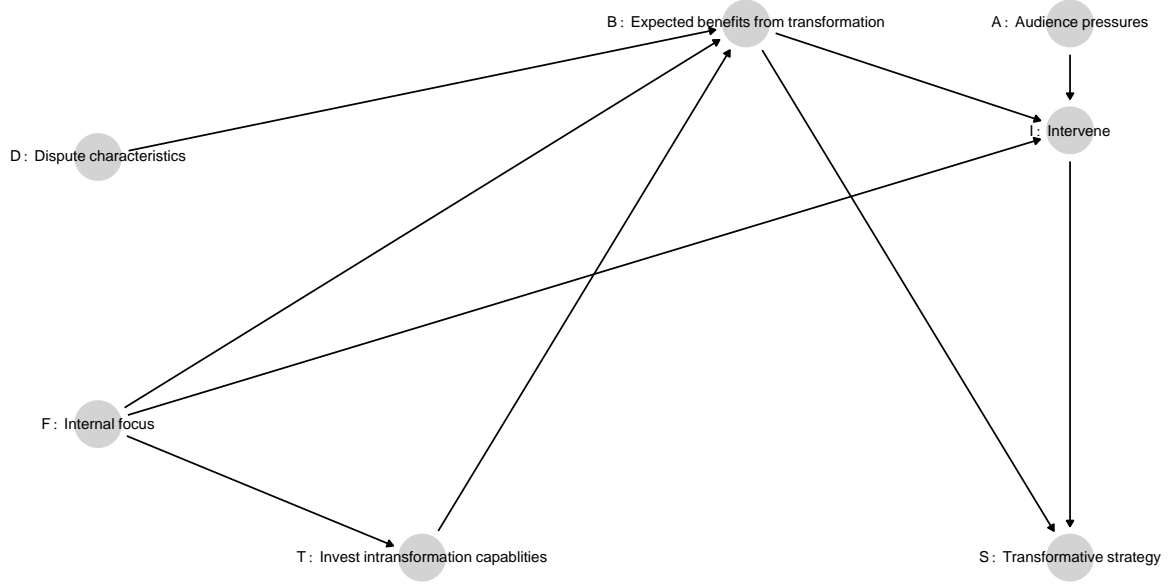 B :  Expected benefits from transformation
A :  Audience pressures
I :  Intervene
D :  Dispute characteristics
F :  Internal focus
T :  Invest intransformation capablities
S :  Transformative strategy